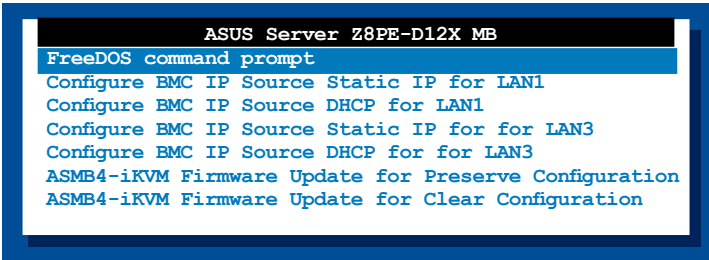 ASUS Server Z8PE-D12X MB
FreeDOS command prompt
Configure BMC IP Source Static IP for LAN1
Configure BMC IP Source DHCP for LAN1
Configure BMC IP Source Static IP for for LAN3
Configure BMC IP Source DHCP for for LAN3
ASMB4-iKVM Firmware Update for Preserve Configuration
ASMB4-iKVM Firmware Update for Clear Configuration